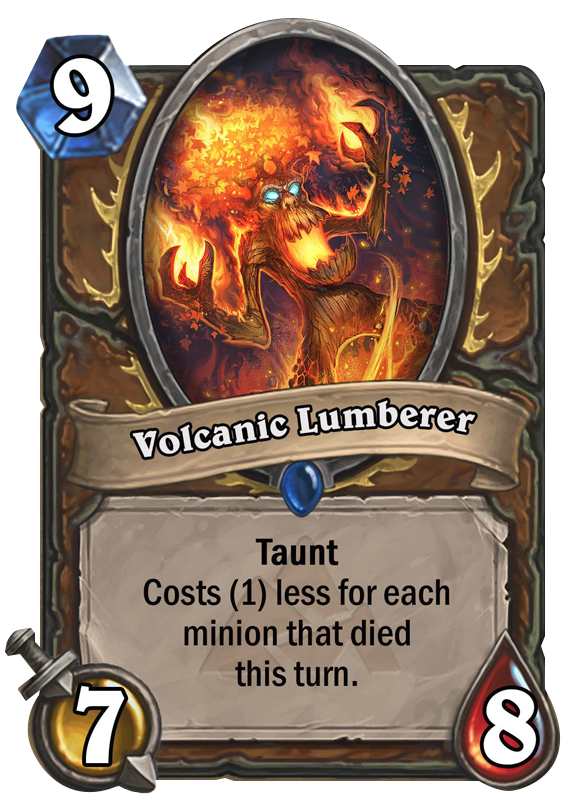 9
Volcanic Lumberer
Taunt
Costs (1) less for each
minion that died
this turn.
7
8